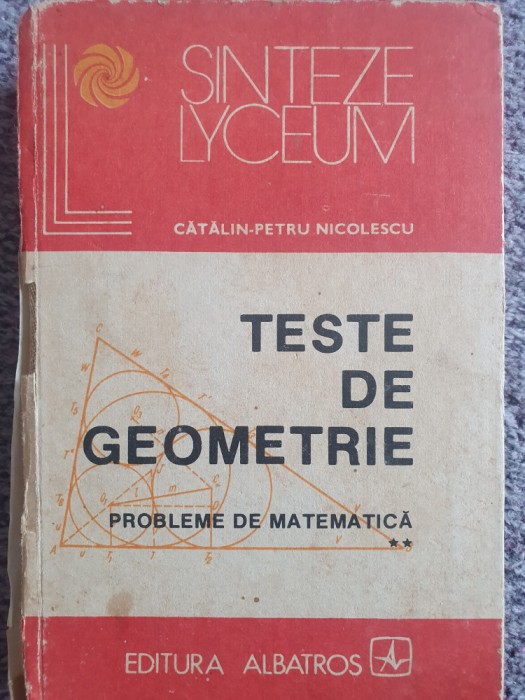 SINTEZE
LYCEUM
CĂTĂLIN-PETRU NICOLESCU
TESTE
DE
GEOMETRIE
PROBLEME DE MATEMATICĂ
**
EDITURA ALBATROS